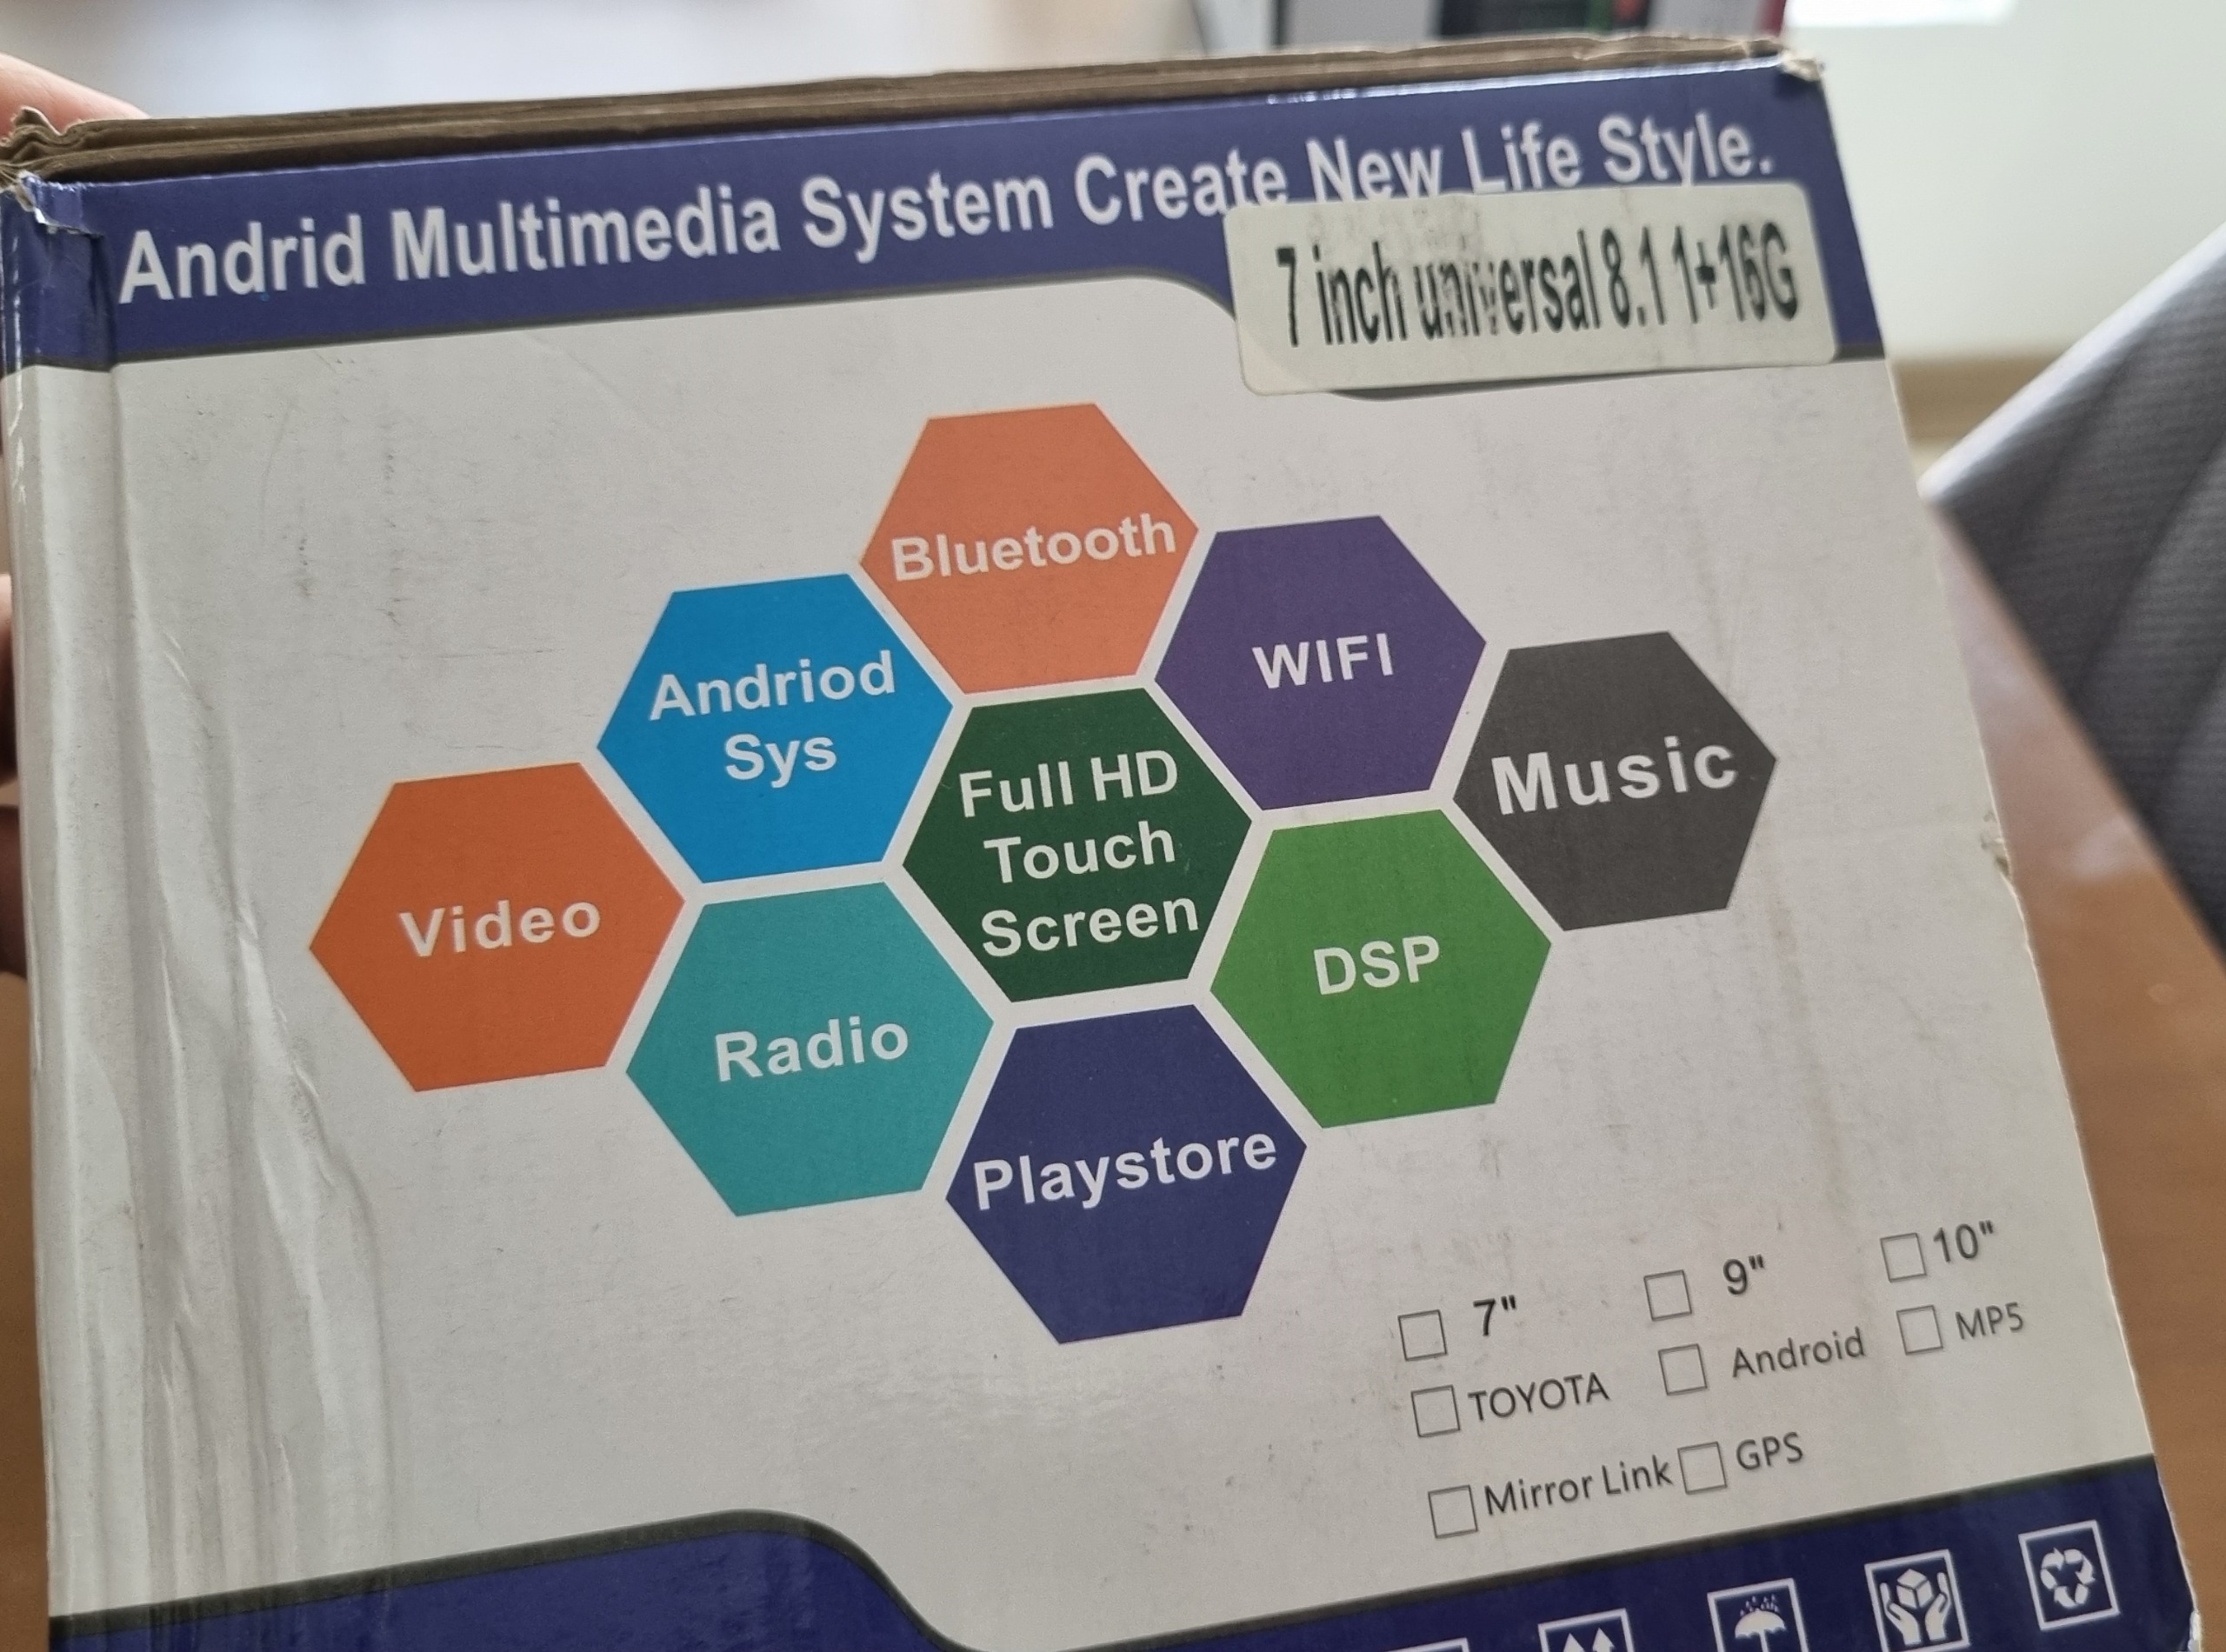 Andrid Multimedia System Create New Life Style.
7 inch universal 8.1 1+16G
Bluetooth
WIFI
Andriod
Sys
Music
Full HD
Touch
Screen
Video
DSP
Radio
Playstore
7" 9" 10"
TOYOTA Android MP5
Mirror Link GPS